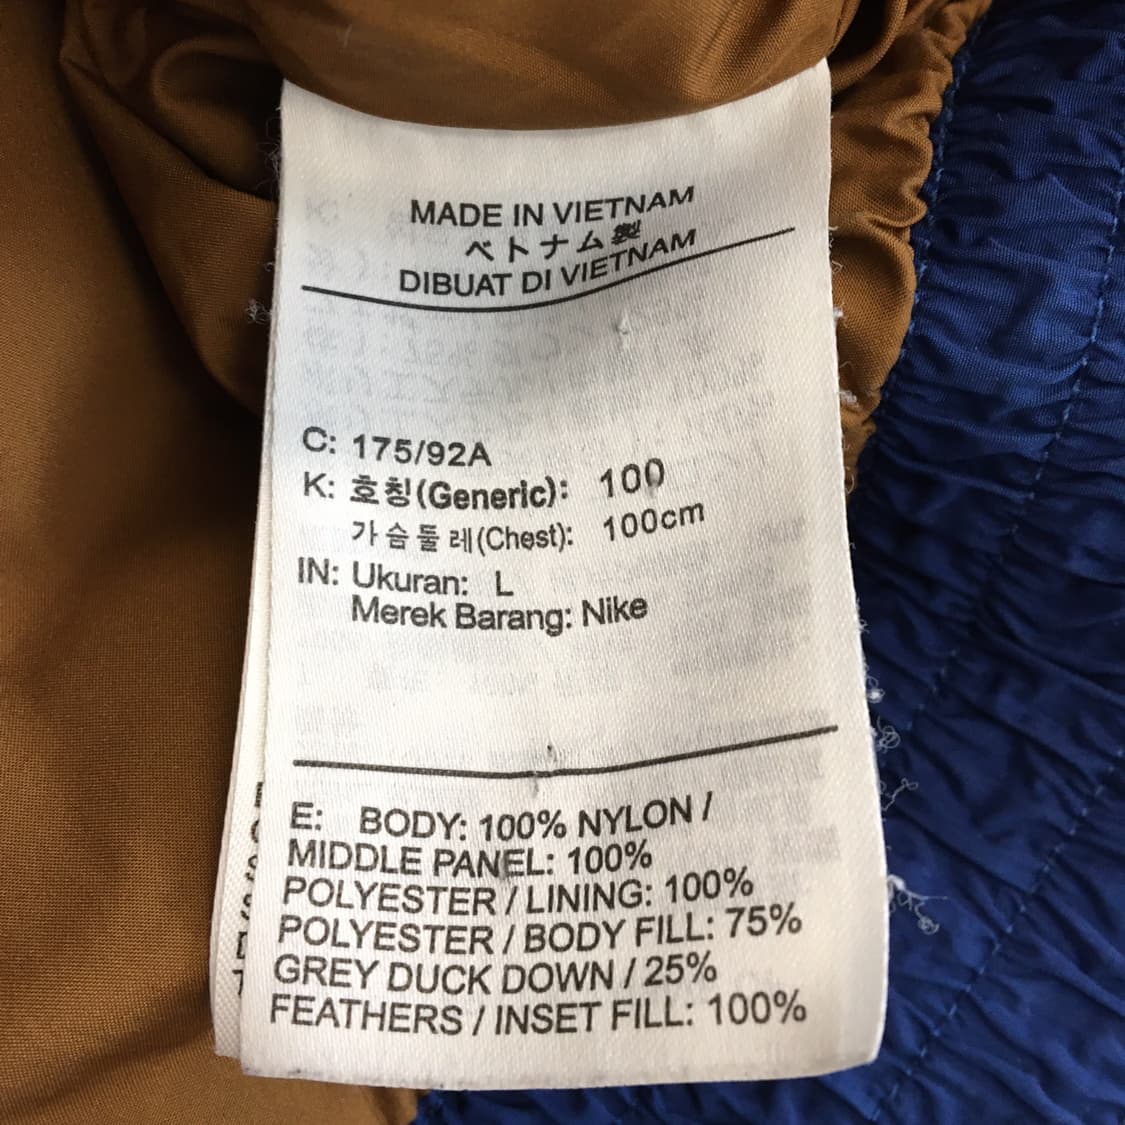 MADE IN VIETNAM
ベトナム製
DIBUAT DI VIETNAM
C: 175/92A
K: 호칭(Generic): 100
가슴둘레(Chest): 100cm
IN: Ukuran: L
Merek Barang: Nike
E: BODY: 100% NYLON /
MIDDLE PANEL: 100%
POLYESTER / LINING: 100%
POLYESTER / BODY FILL: 75%
GREY DUCK DOWN / 25%
FEATHERS / INSET FILL: 100%